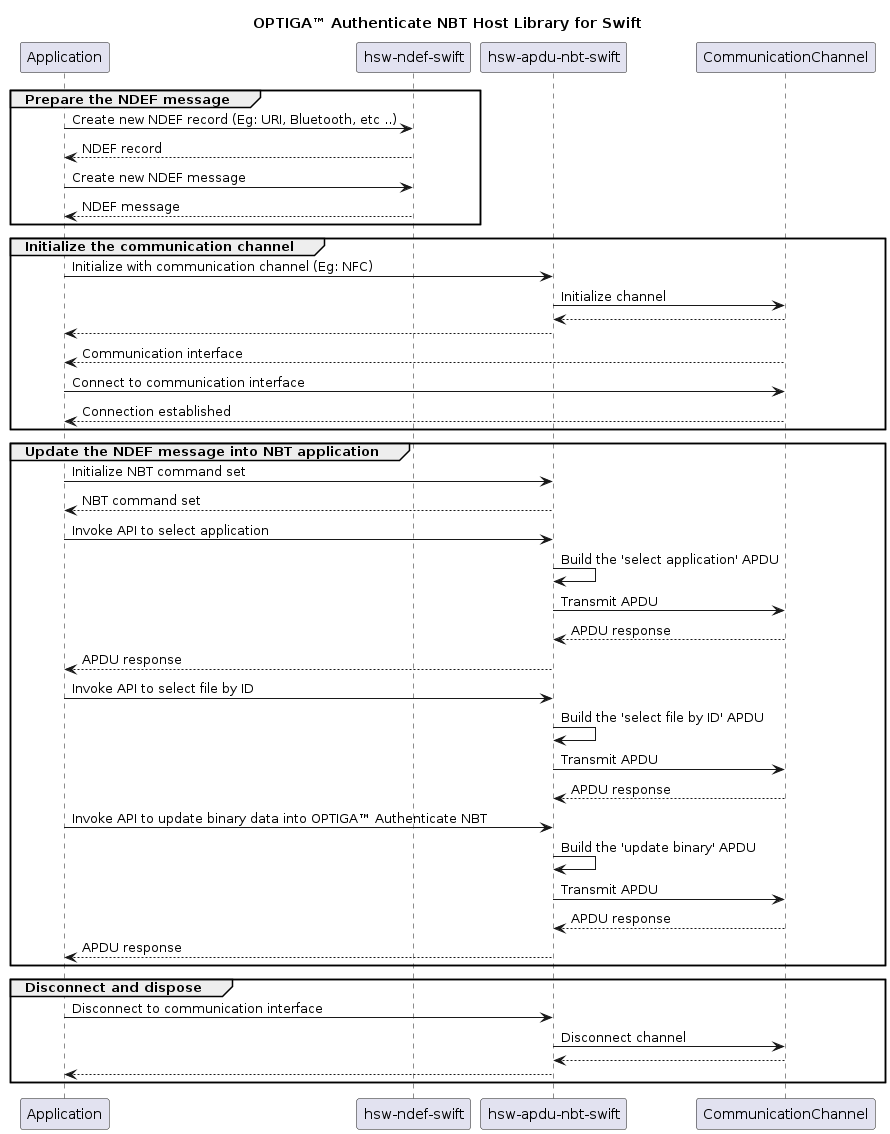 OPTIGA™ Authenticate NBT Host Library for Swift
Application
hsw-ndef-swift
hsw-apdu-nbt-swift
CommunicationChannel
Prepare the NDEF message
Create new NDEF record (Eg: URI, Bluetooth, etc ..)
NDEF record
Create new NDEF message
NDEF message
Initialize the communication channel
Initialize with communication channel (Eg: NFC)
Initialize channel
Communication interface
Connect to communication interface
Connection established
Update the NDEF message into NBT application
Initialize NBT command set
NBT command set
Invoke API to select application
Build the 'select application' APDU
Transmit APDU
APDU response
APDU response
Invoke API to select file by ID
Build the 'select file by ID' APDU
Transmit APDU
APDU response
Invoke API to update binary data into OPTIGA™ Authenticate NBT
Build the 'update binary' APDU
Transmit APDU
APDU response
APDU response
Disconnect and dispose
Disconnect to communication interface
Disconnect channel
Application
hsw-ndef-swift
hsw-apdu-nbt-swift
CommunicationChannel